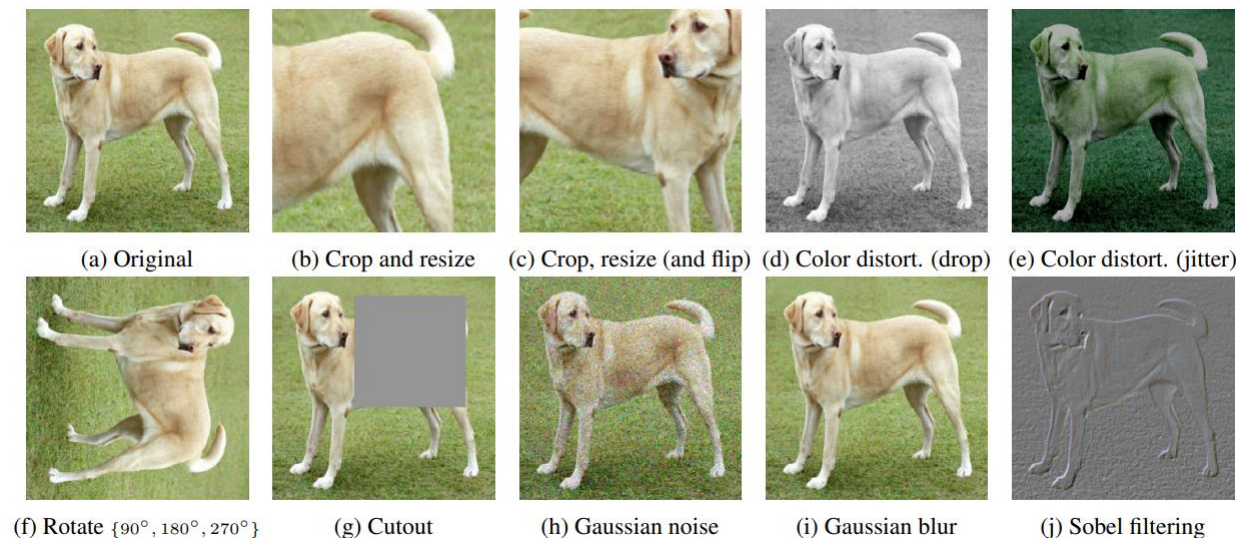 (a) Original
(b) Crop and resize
(c) Crop, resize (and flip)
(d) Color distort. (drop)
(e) Color distort. (jitter)
(f) Rotate {90°, 180°, 270°}
(g) Cutout
(h) Gaussian noise
(i) Gaussian blur
(j) Sobel filtering